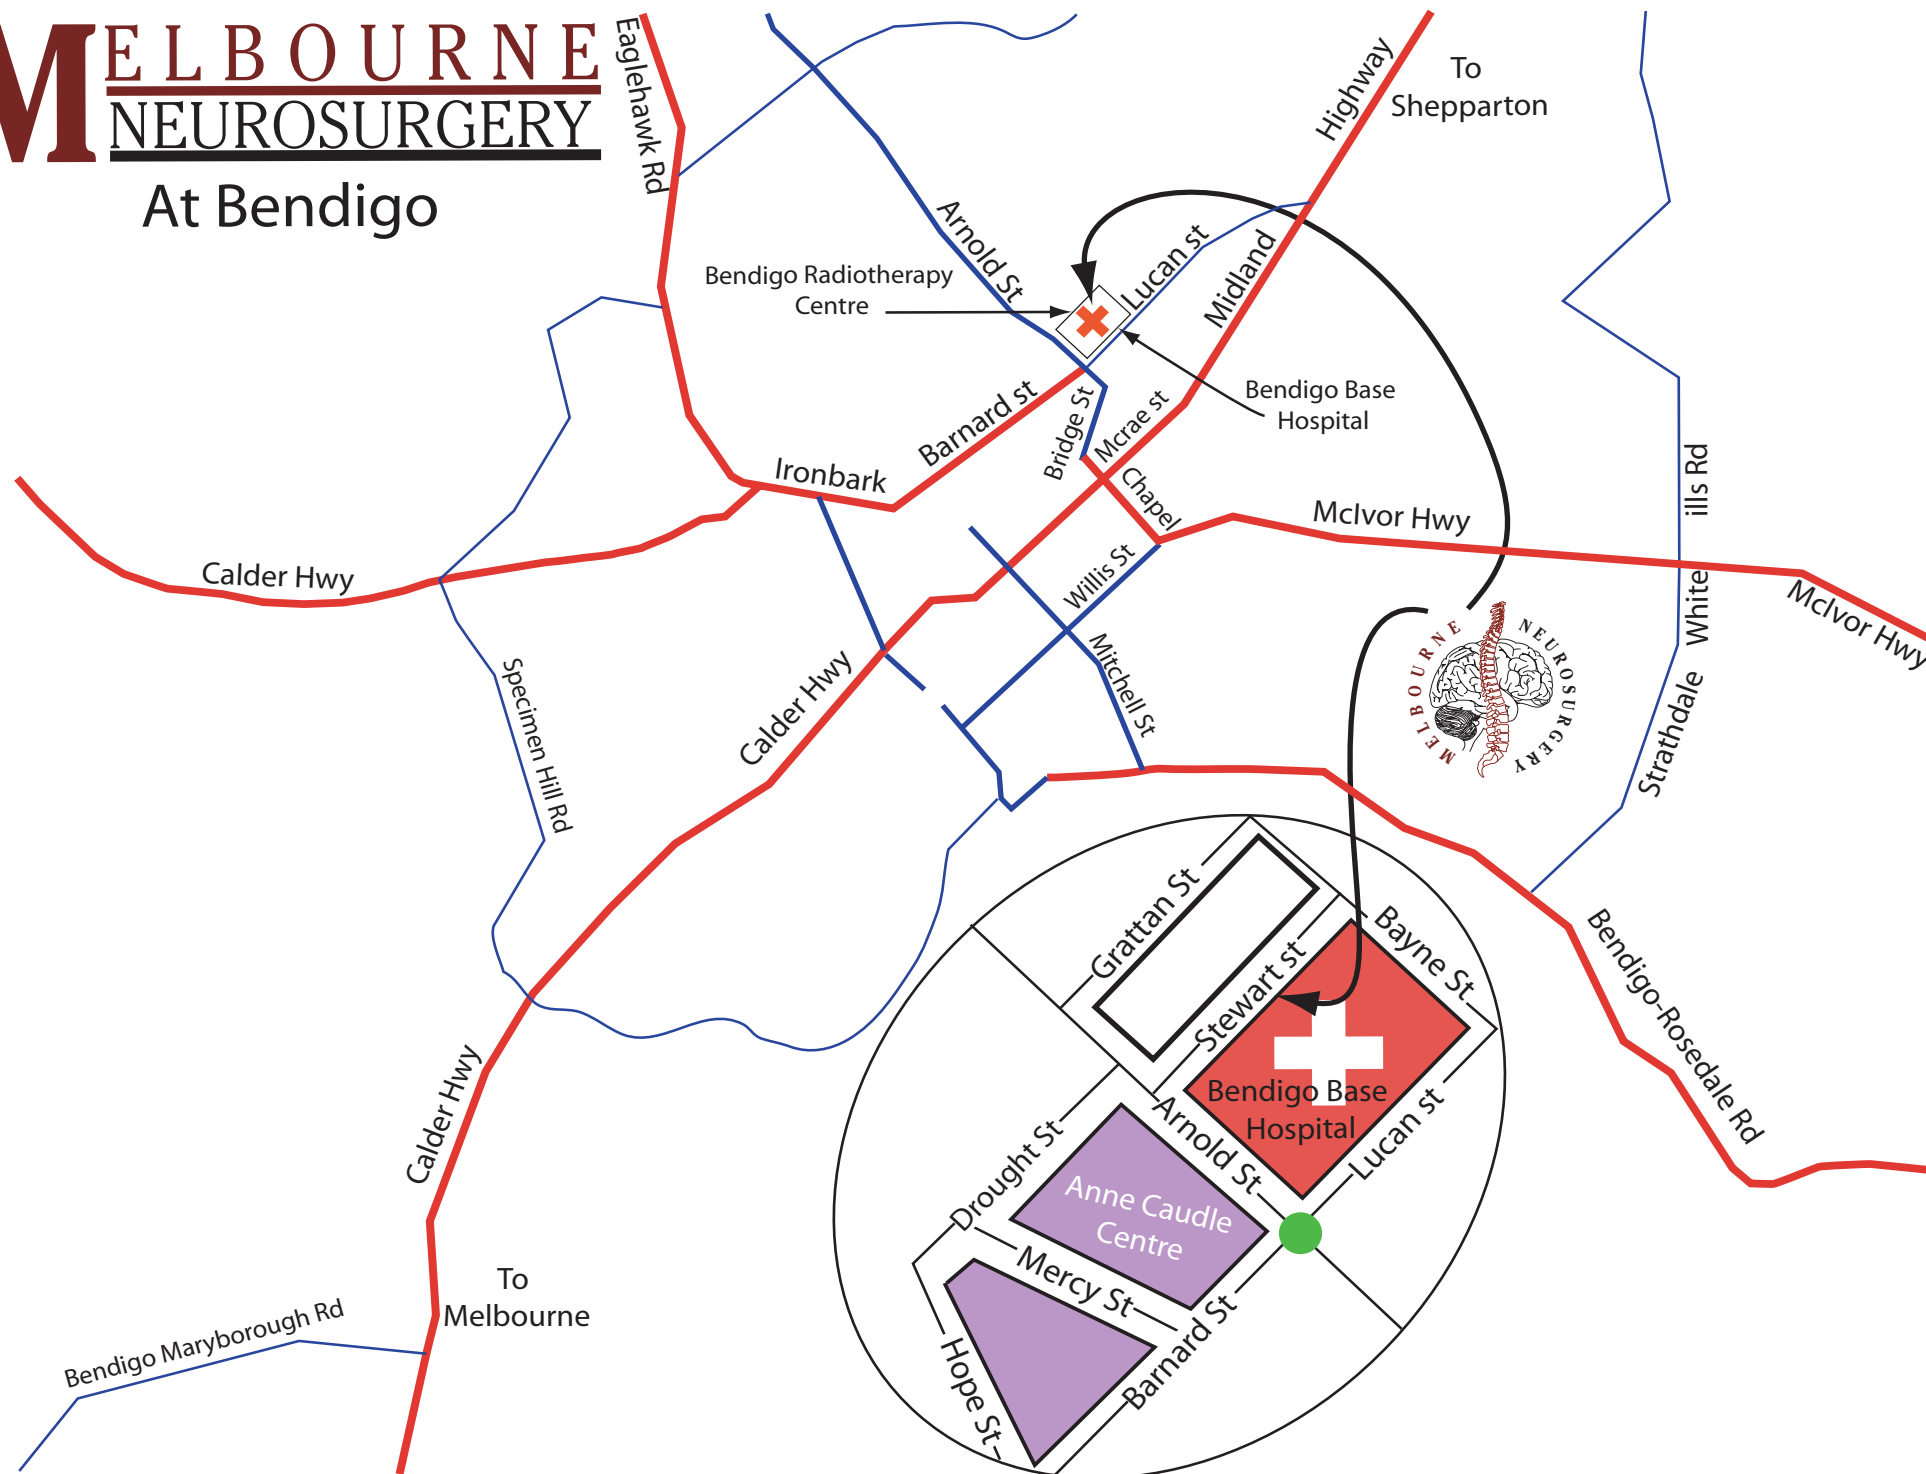 MELBOURNE
NEUROSURGERY
At Bendigo
Eaglehawk Rd
Highway
To
Shepparton
Arnold St
Lucan st
Midland
Bendigo Radiotherapy
Centre
Bendigo Base
Hospital
Barnard st
Bridge St
Mcrae st
Chapel
Ironbark
McIvor Hwy
ills Rd
White
Strathdale
McIvor Hwy
Calder Hwy
Willis St
Mitchell St
Calder Hwy
Specimen Hill Rd
MELBOURNE
NEUROSURGERY
Grattan St
Stewart st
Bayne St
Bendigo-Rosedale Rd
Bendigo Base
Hospital
Arnold St
Lucan st
Drought St
Anne Caudle
Centre
Mercy St
Barnard St
Hope St
Calder Hwy
To
Melbourne
Bendigo Maryborough Rd